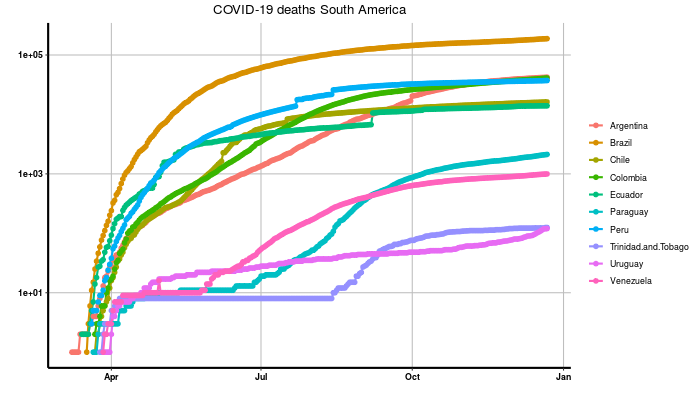 COVID-19 deaths South America
1e+05
1e+03
1e+01
Apr
Jul
Oct
Jan
Argentina
Brazil
Chile
Colombia
Ecuador
Paraguay
Peru
Trinidad.and.Tobago
Uruguay
Venezuela